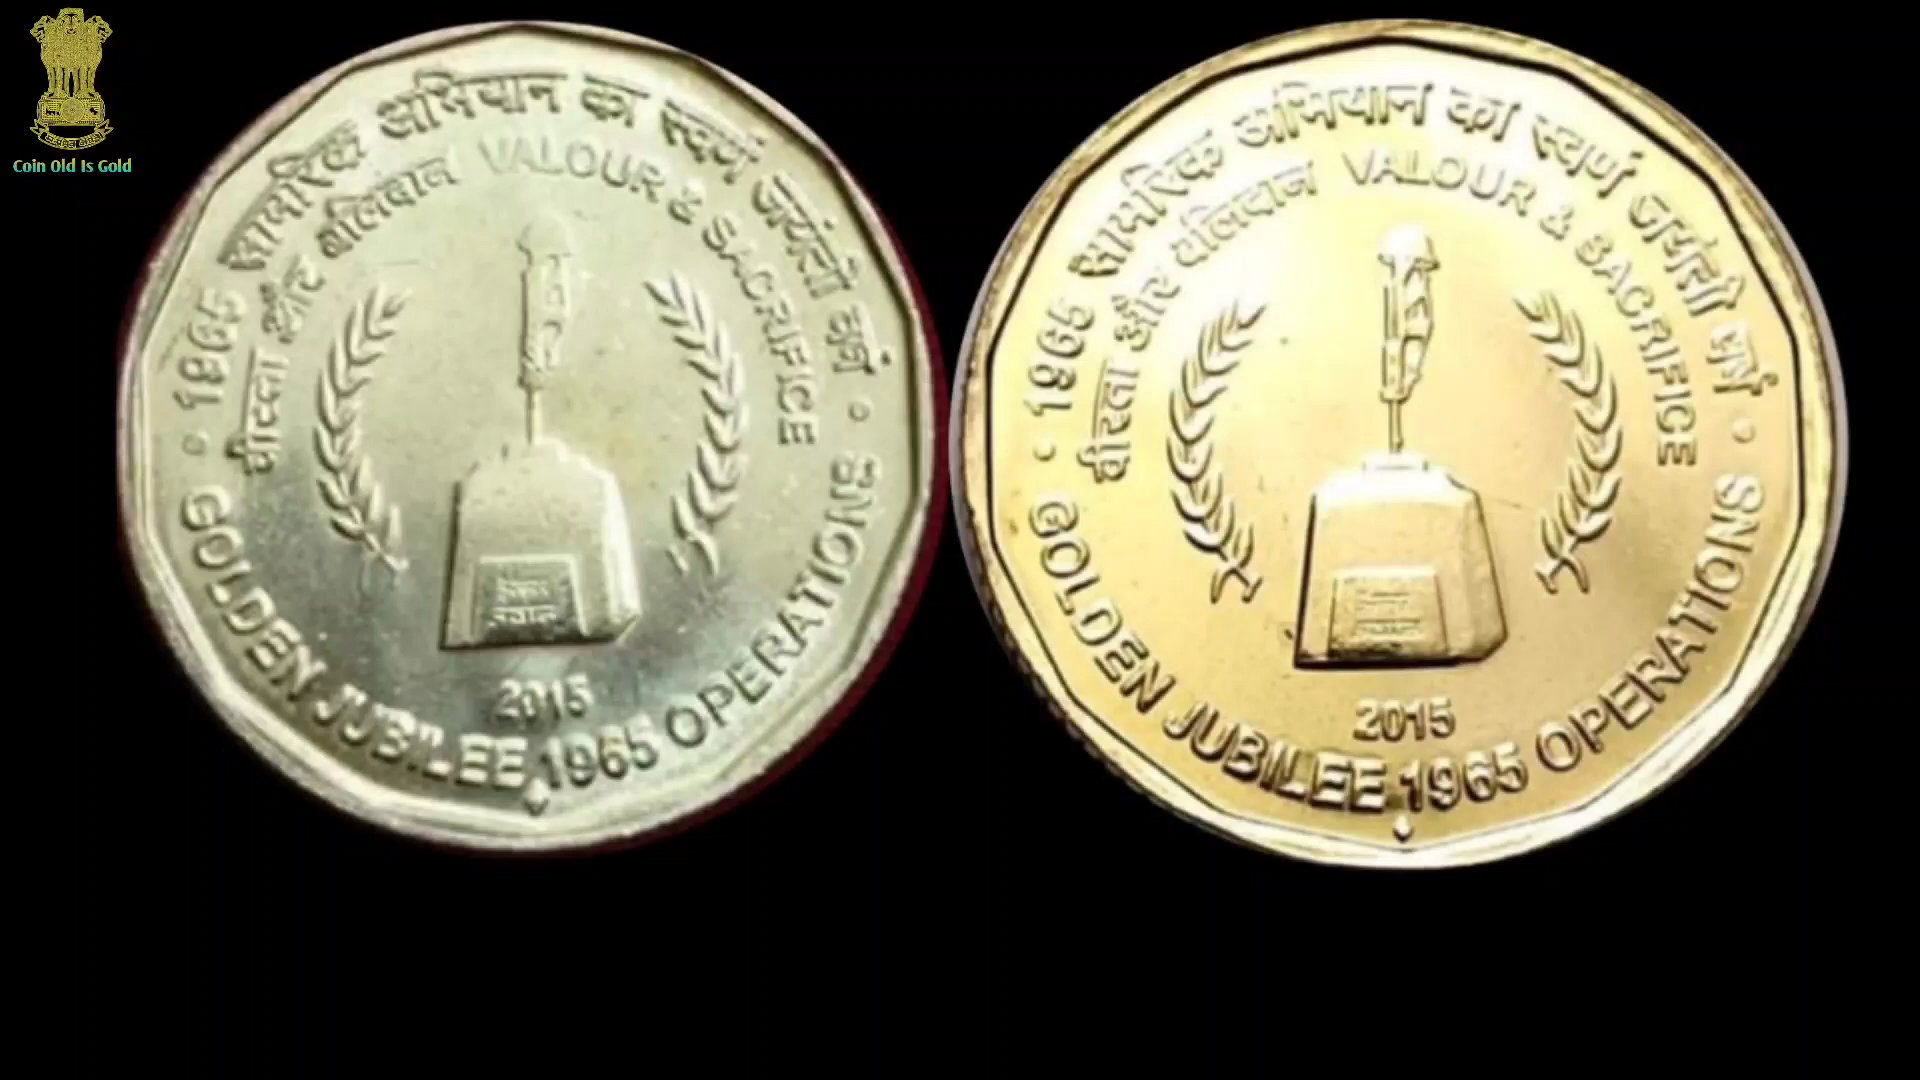 Coin Old Is Gold
1965 सामरिक अभियान का स्वर्ण जयंती वर्ष
वीरता और बलिदान VALOUR & SACRIFICE
2015
GOLDEN JUBILEE 1965 OPERATIONS
1965 सामरिक अभियान का स्वर्ण जयंती वर्ष
वीरता और बलिदान VALOUR & SACRIFICE
2015
GOLDEN JUBILEE 1965 OPERATIONS